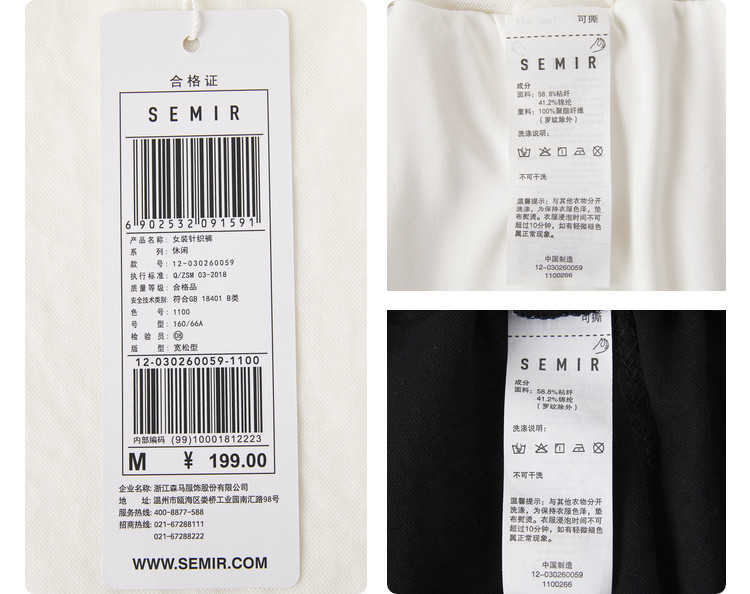 合格证
SEMIR
6 902532 091591
产品名称: 女装针织裤
系 列: 休闲
款 号: 12-030260059
执行标准: Q/ZSM 03-2018
质量等级: 合格品
安全技术类别: 符合GB 18401 B类
色 号: 1100
号 型: 160/66A
检 验 员: 08
版 型: 宽松型
12-030260059-1100
内部编码 (99)10001812223
M ¥ 199.00
企业名称: 浙江森马服饰股份有限公司
地 址: 温州市瓯海区娄桥工业园南汇路98号
服务热线: 400-8877-588
招商热线: 021-67288111
021-67288222
WWW.SEMIR.COM
可撕
SEMIR
成分
面料: 58.8%粘纤
41.2%锦纶
里料: 100%聚酯纤维
(罗纹除外)
洗涤说明:
不可干洗
温馨提示: 与其他衣物分开
洗涤, 为保持衣服色泽, 垫
布熨烫。衣服浸泡时间不可
超过10分钟, 如有轻微褪色
属正常现象。
中国制造
12-030260059
1100266
可撕
SEMIR
成分
面料: 58.8%粘纤
41.2%锦纶
(罗纹除外)
洗涤说明:
不可干洗
温馨提示: 与其他衣物分开
洗涤, 为保持衣服色泽, 垫
布熨烫。衣服浸泡时间不可
超过10分钟, 如有轻微褪色
属正常现象。
中国制造
12-030260059
1100266